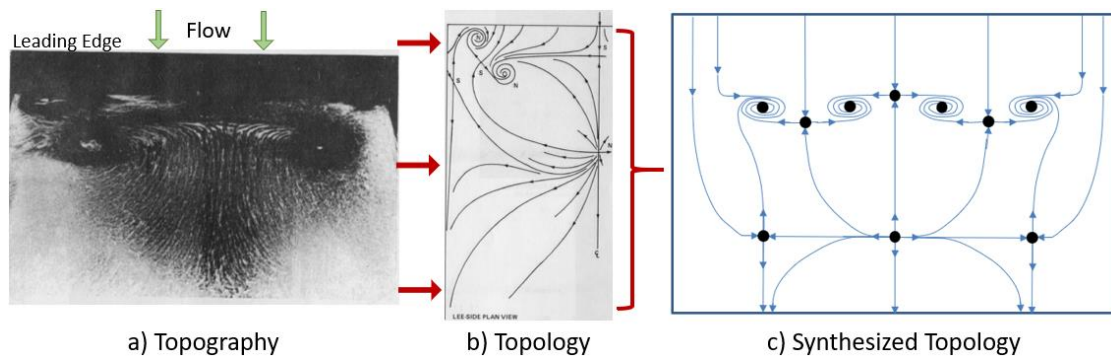 Flow
Leading Edge
S
S
S
N
N
N
℄
LEE-SIDE PLAN VIEW
a) Topography
b) Topology
c) Synthesized Topology